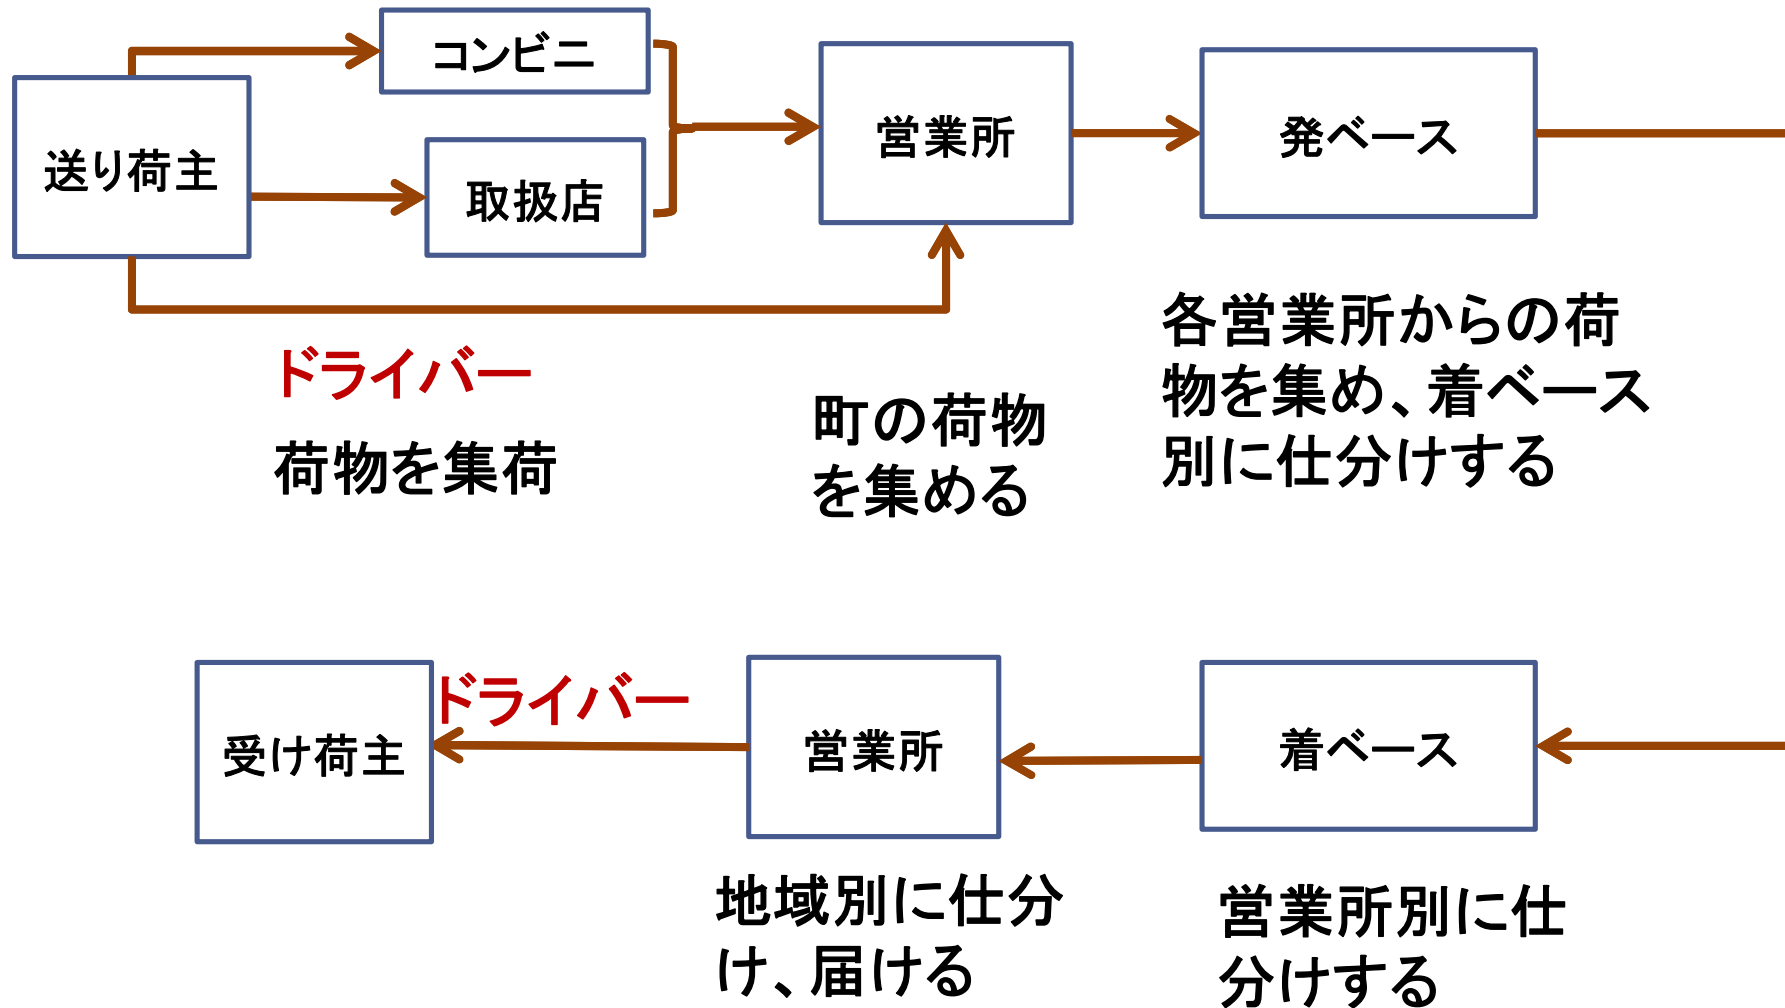 コンビニ
送り荷主
取扱店
営業所
発ベース
ドライバー
荷物を集荷
町の荷物
を集める
各営業所からの荷
物を集め、着ベース
別に仕分けする
受け荷主
ドライバー
営業所
着ベース
地域別に仕分
け、届ける
営業所別に仕
分けする